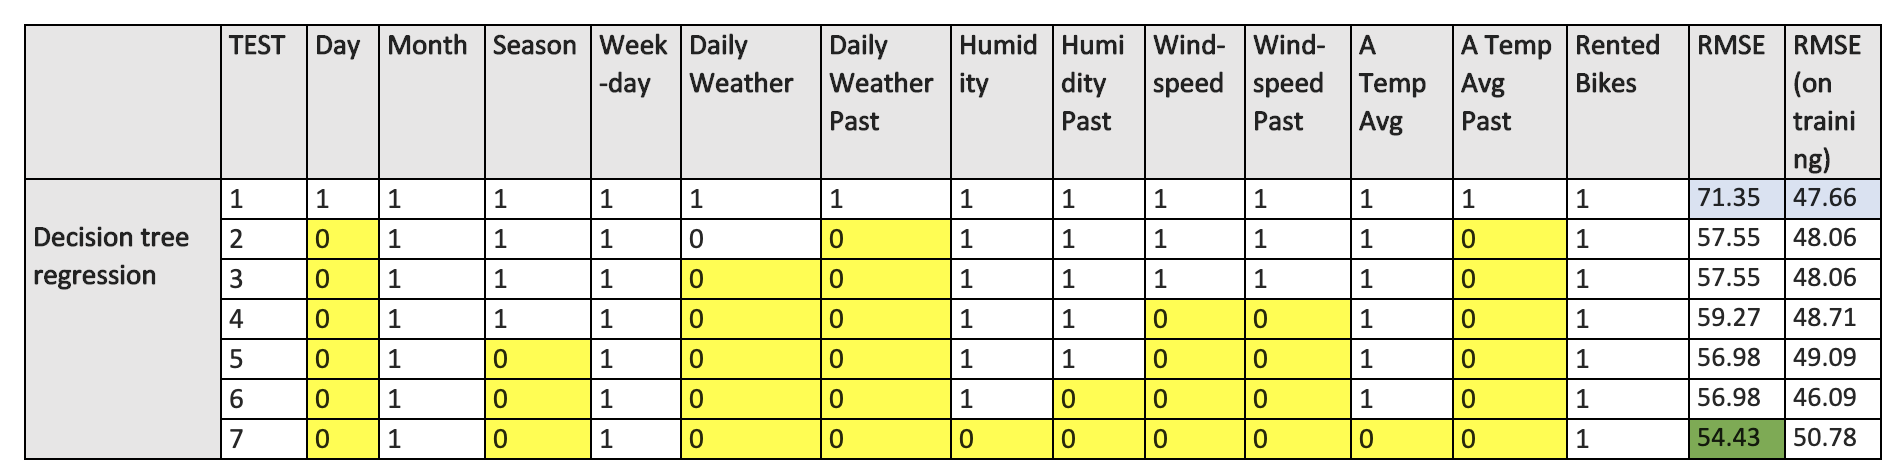 TEST Day Month Season Week Daily Daily Humid Humi Wind- Wind- A A Temp Rented RMSE RMSE
-day Weather Weather ity dity speed speed Temp Avg Bikes (on
Past Past Past Avg Past traini
ng)
1 1 1 1 1 1 1 1 1 1 1 1 1 1 71.35 47.66
Decision tree 2 0 1 1 1 0 0 1 1 1 1 1 0 1 57.55 48.06
regression 3 0 1 1 1 0 0 1 1 1 1 1 0 1 57.55 48.06
4 0 1 1 1 0 0 1 1 0 0 1 0 1 59.27 48.71
5 0 1 0 1 0 0 1 1 0 0 1 0 1 56.98 49.09
6 0 1 0 1 0 0 1 0 0 0 1 0 1 56.98 46.09
7 0 1 0 1 0 0 0 0 0 0 0 0 1 54.43 50.78